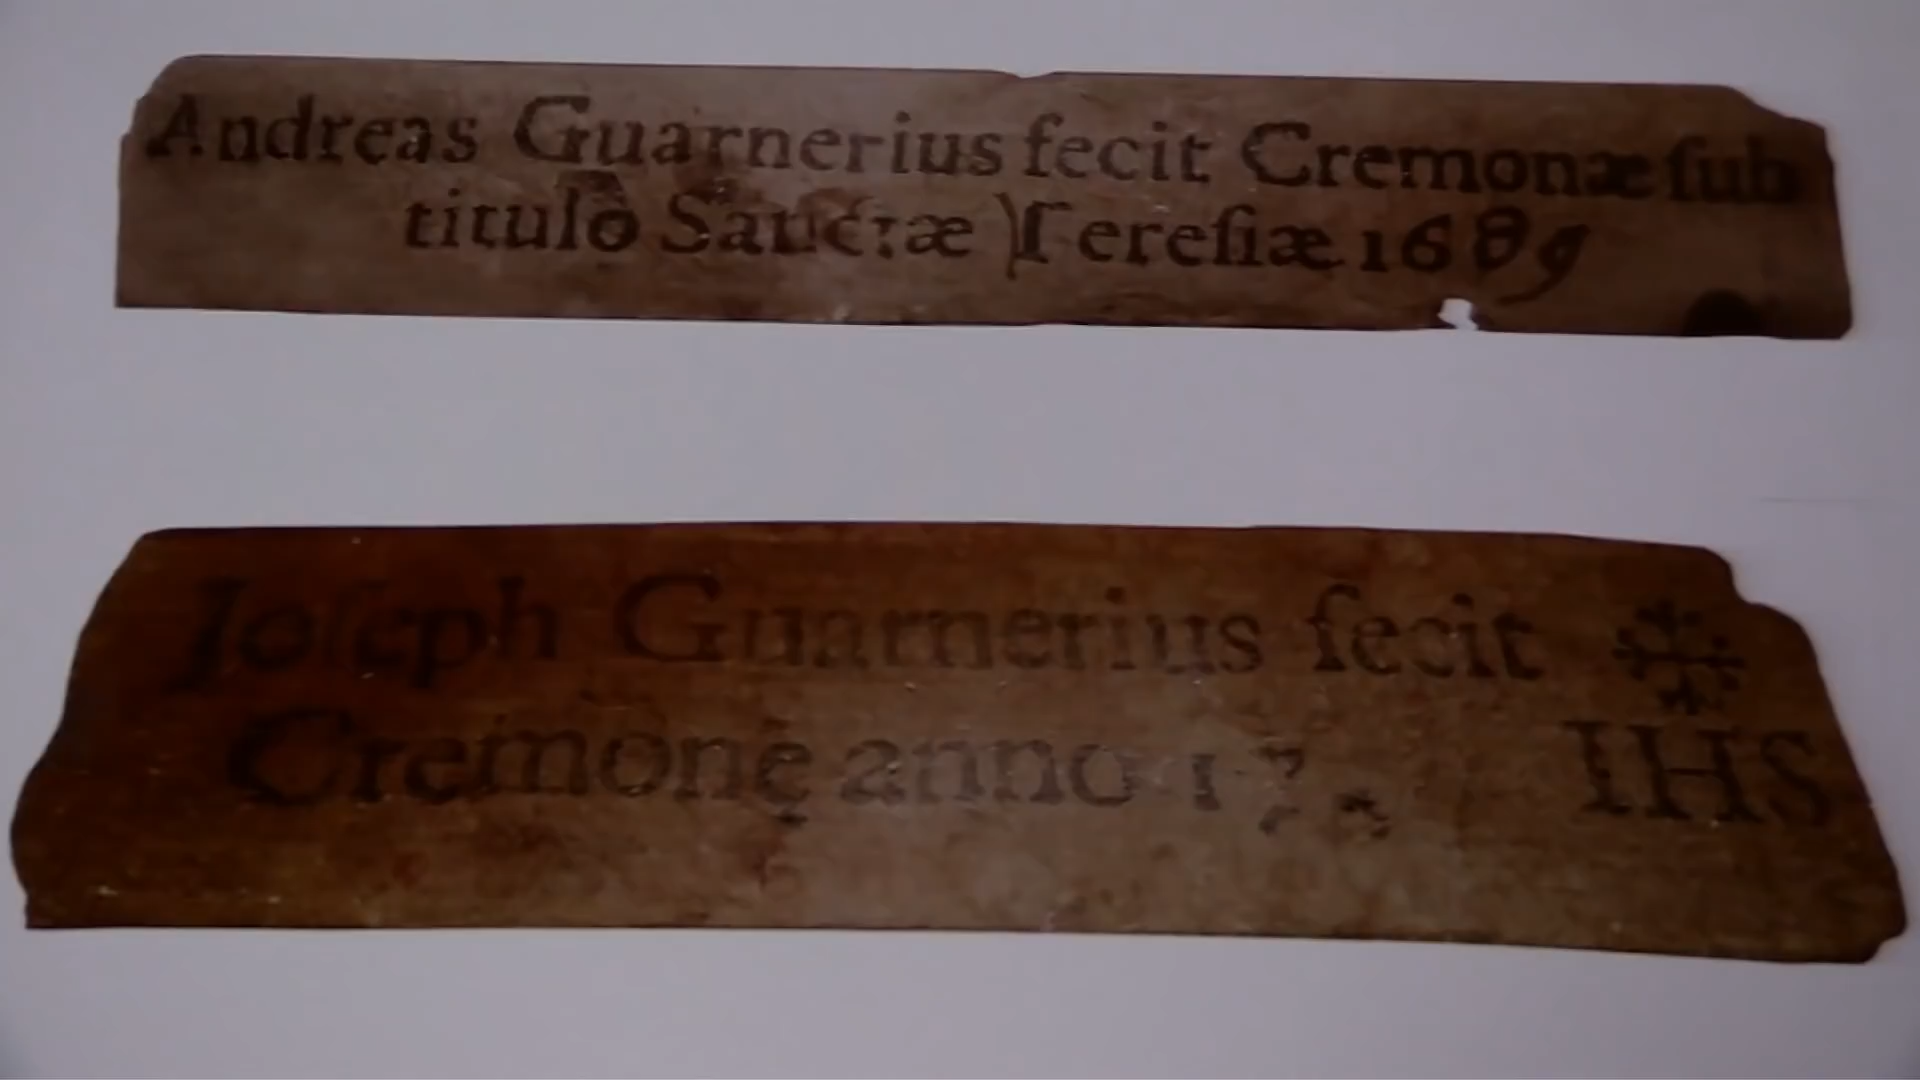 Andreas Guarnerius fecit Cremonæ ſub
titulo Sanctæ Tereſiæ 1689
Joſeph Guarnerius fecit
Cremonę anno 17
IHS